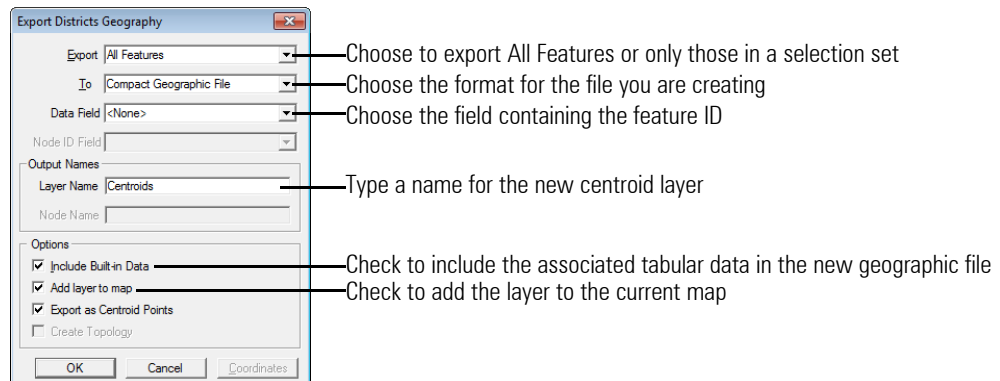 Export Districts Geography
Export All Features Choose to export All Features or only those in a selection set
To Compact Geographic File Choose the format for the file you are creating
Data Field <None> Choose the field containing the feature ID
Node ID Field
Output Names
Layer Name Centroids Type a name for the new centroid layer
Node Name
Options
Include Built-in Data Check to include the associated tabular data in the new geographic file
Add layer to map Check to add the layer to the current map
Export as Centroid Points
Create Topology
OK Cancel Coordinates